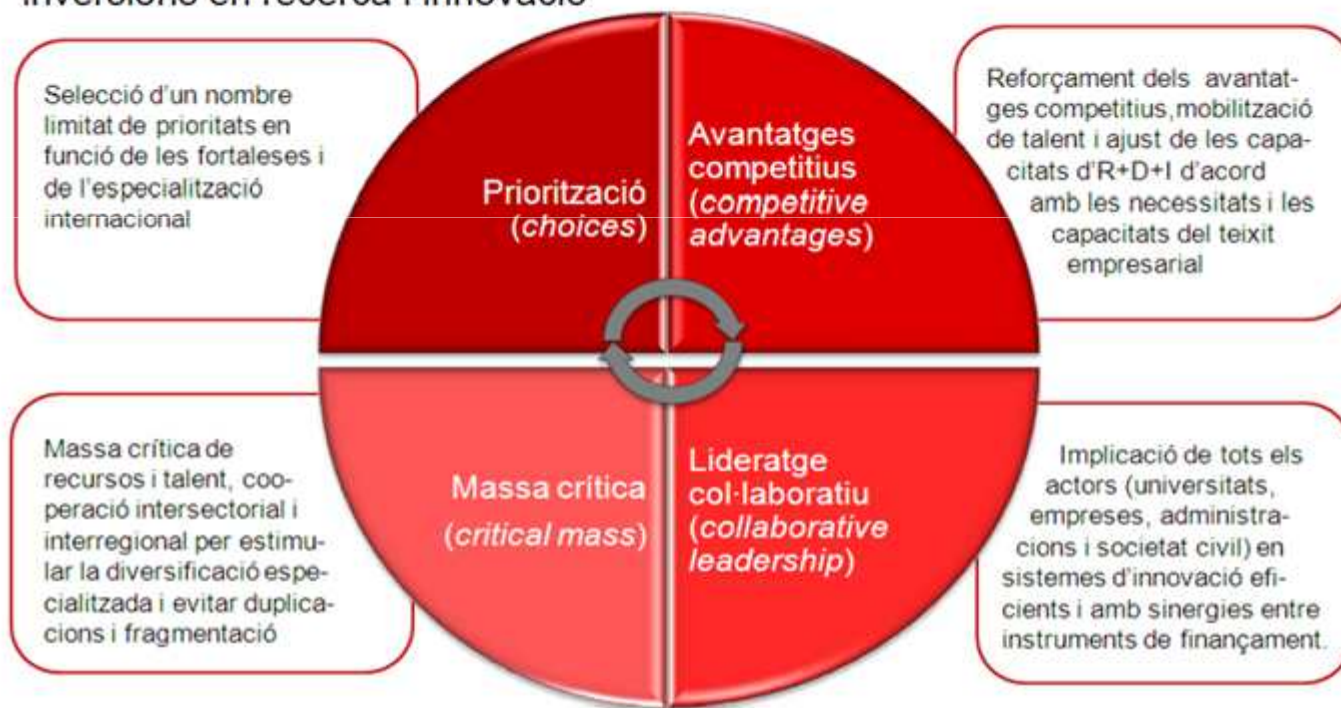 inversions en recerca i innovació
Selecció d'un nombre
limitat de prioritats en
funció de les fortaleses i
de l'especialització
internacional
Priorització
(choices)
Avantatges
competitius
(competitive
advantages)
Reforçament dels avantat-
ges competitius, mobilització
de talent i ajust de les capa-
citats d'R+D+I d'acord
amb les necessitats i les
capacitats del teixit
empresarial
Massa crítica de
recursos i talent, coo-
peració intersectorial i
interregional per estimu-
lar la diversificació espe-
cialitzada i evitar duplica-
cions i fragmentació
Massa crítica
(critical mass)
Lideratge
col·laboratiu
(collaborative
leadership)
Implicació de tots els
actors (universitats,
empreses, administra-
cions i societat civil) en
sistemes d'innovació efi-
cients i amb sinergies entre
instruments de finançament.